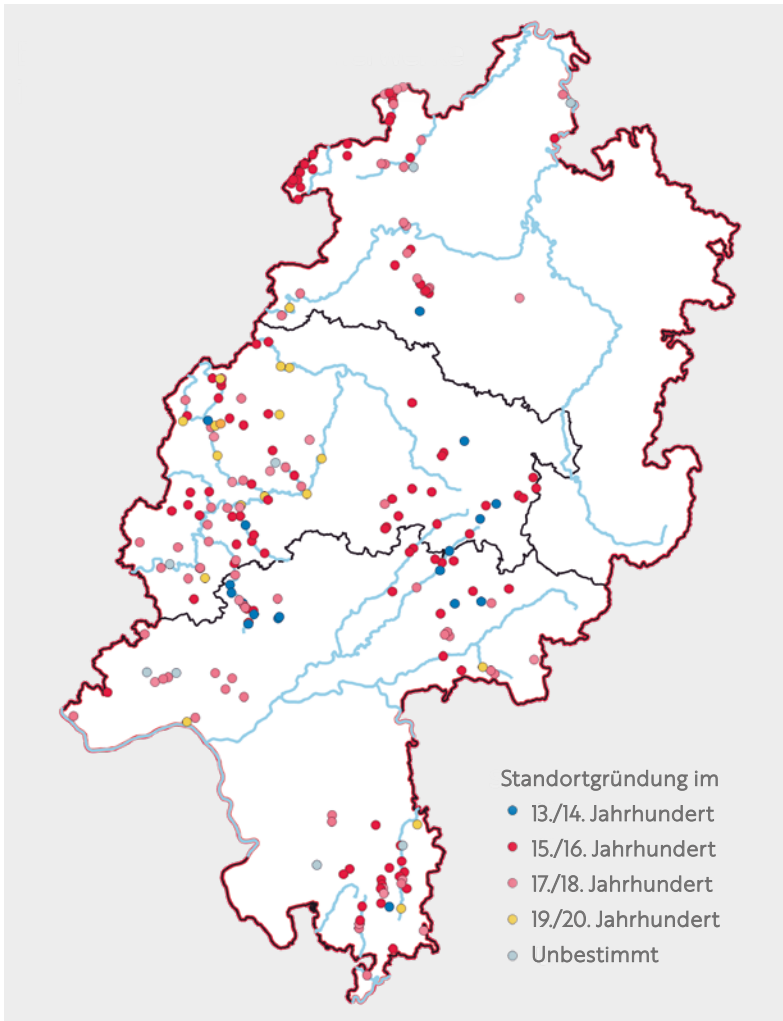 Standortgründung im
13./14. Jahrhundert
15./16. Jahrhundert
17./18. Jahrhundert
19./20. Jahrhundert
Unbestimmt